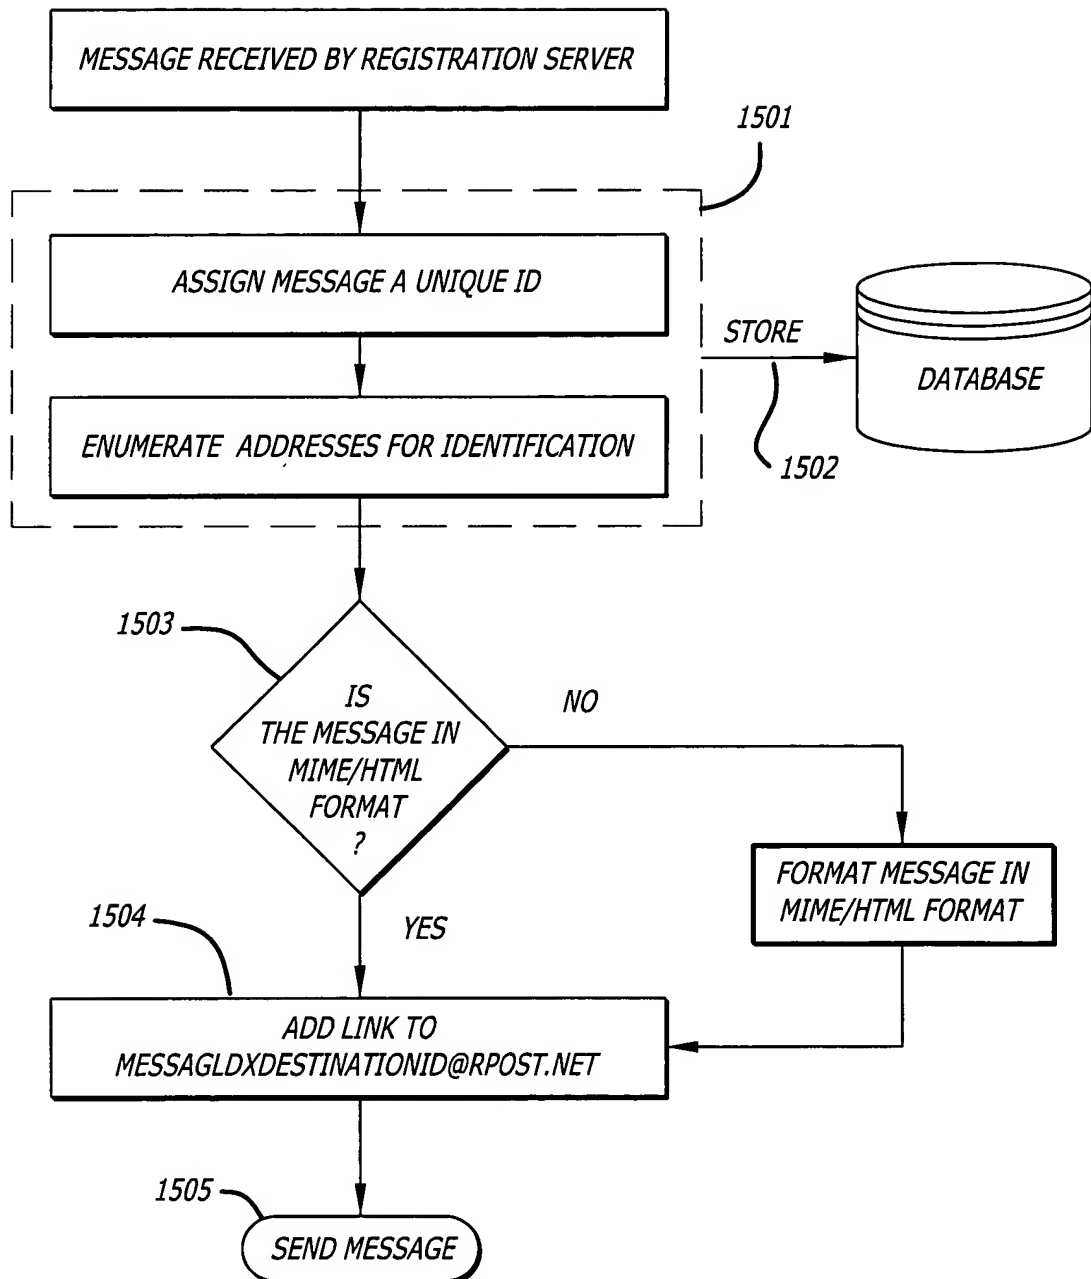 MESSAGE RECEIVED BY REGISTRATION SERVER
1501
ASSIGN MESSAGE A UNIQUE ID
STORE
DATABASE
ENUMERATE ADDRESSES FOR IDENTIFICATION
1502
1503
IS
THE MESSAGE IN
MIME/HTML
FORMAT
?
NO
FORMAT MESSAGE IN
MIME/HTML FORMAT
1504
YES
ADD LINK TO
MESSAGLDXDESTINATIONID@RPOST.NET
1505
SEND MESSAGE